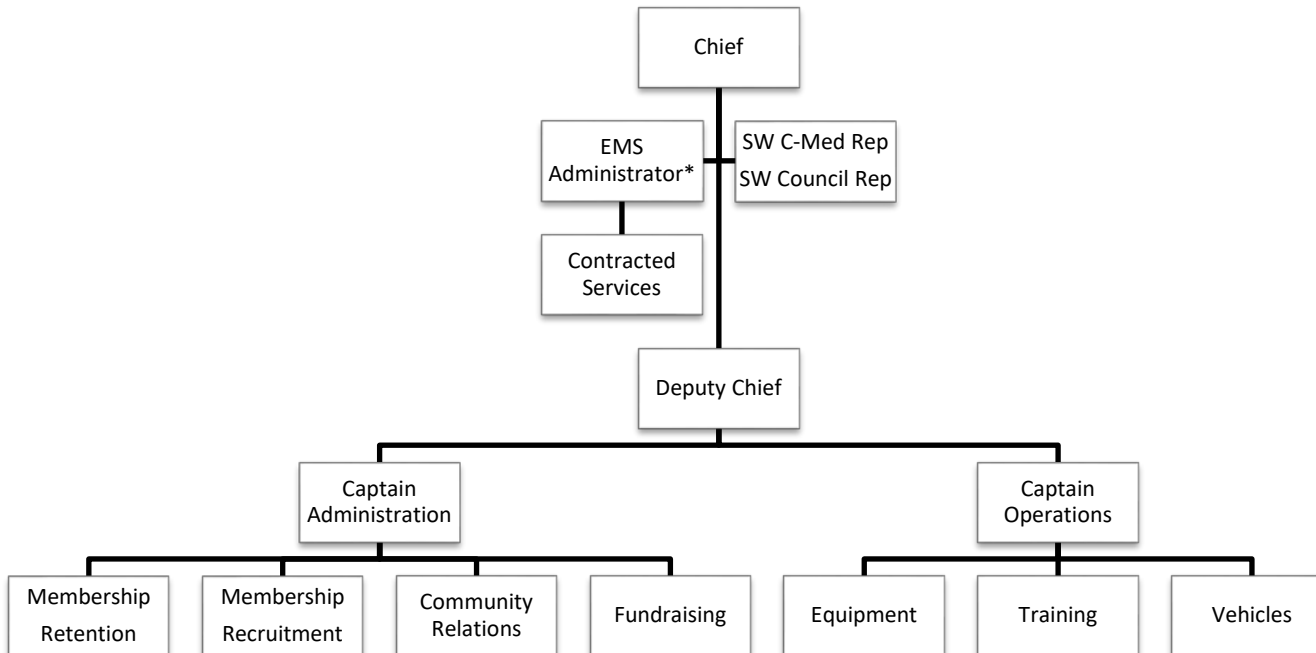 Chief
EMS
Administrator*
SW C-Med Rep
SW Council Rep
Contracted
Services
Deputy Chief
Captain
Administration
Captain
Operations
Membership
Retention
Membership
Recruitment
Community
Relations
Fundraising
Equipment
Training
Vehicles